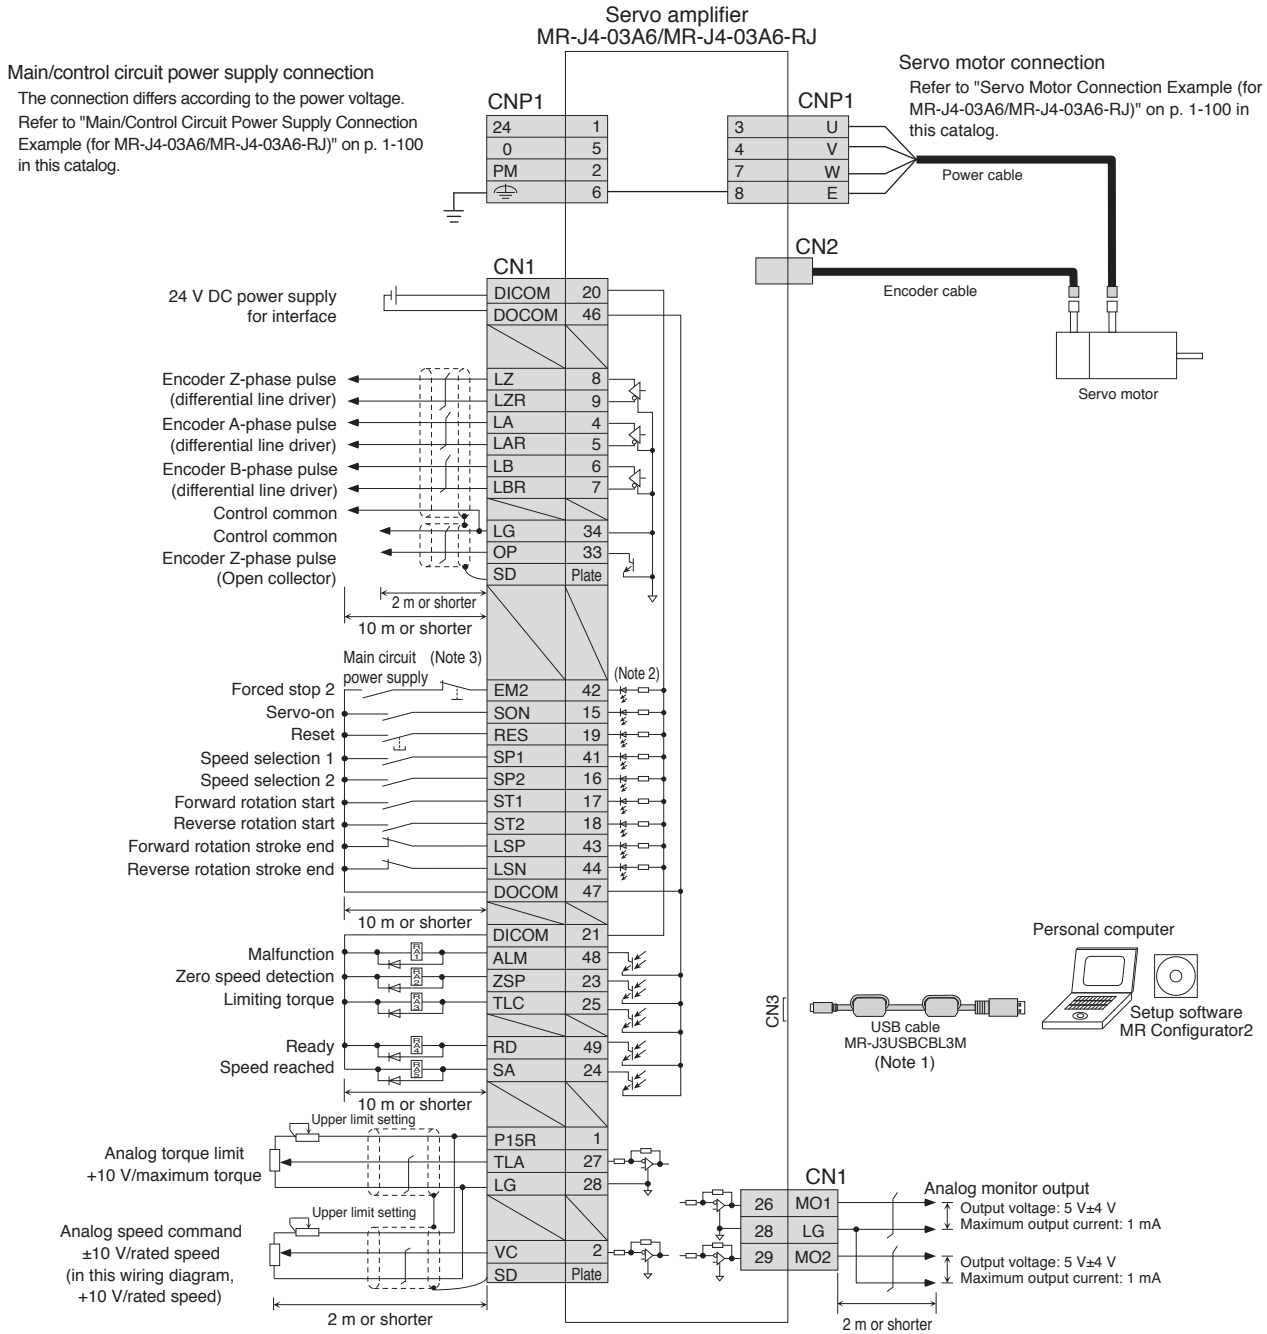 Servo amplifier
MR-J4-03A6/MR-J4-03A6-RJ
Main/control circuit power supply connection
The connection differs according to the power voltage.
Refer to "Main/Control Circuit Power Supply Connection
Example (for MR-J4-03A6/MR-J4-03A6-RJ)" on p. 1-100
in this catalog.
Servo motor connection
Refer to "Servo Motor Connection Example (for
MR-J4-03A6/MR-J4-03A6-RJ)" on p. 1-100 in
this catalog.
CNP1
24 1
0 5
PM 2
6
CNP1
3 U
4 V
7 W
8 E
Power cable
CN2
Encoder cable
Servo motor
CN1
24 V DC power supply
for interface
DICOM 20
DOCOM 46
Encoder Z-phase pulse
(differential line driver)
LZ 8
LZR 9
Encoder A-phase pulse
(differential line driver)
LA 4
LAR 5
Encoder B-phase pulse
(differential line driver)
LB 6
LBR 7
Control common
Control common
LG 34
Encoder Z-phase pulse
(Open collector)
OP 33
SD Plate
2 m or shorter
10 m or shorter
Main circuit
power supply
(Note 3)
(Note 2)
Forced stop 2 EM2 42
Servo-on SON 15
Reset RES 19
Speed selection 1 SP1 41
Speed selection 2 SP2 16
Forward rotation start ST1 17
Reverse rotation start ST2 18
Forward rotation stroke end LSP 43
Reverse rotation stroke end LSN 44
DOCOM 47
10 m or shorter
DICOM 21
Malfunction RA1 ALM 48
Zero speed detection RA2 ZSP 23
Limiting torque RA3 TLC 25
Ready RA4 RD 49
Speed reached RA5 SA 24
10 m or shorter
Upper limit setting
Analog torque limit
+10 V/maximum torque
P15R 1
TLA 27
LG 28
Upper limit setting
Analog speed command
±10 V/rated speed
(in this wiring diagram,
+10 V/rated speed)
VC 2
SD Plate
2 m or shorter
CN3
USB cable
MR-J3USBCBL3M
(Note 1)
Personal computer
Setup software
MR Configurator2
CN1
26 MO1
28 LG
29 MO2
Analog monitor output
Output voltage: 5 V±4 V
Maximum output current: 1 mA
Output voltage: 5 V±4 V
Maximum output current: 1 mA
2 m or shorter